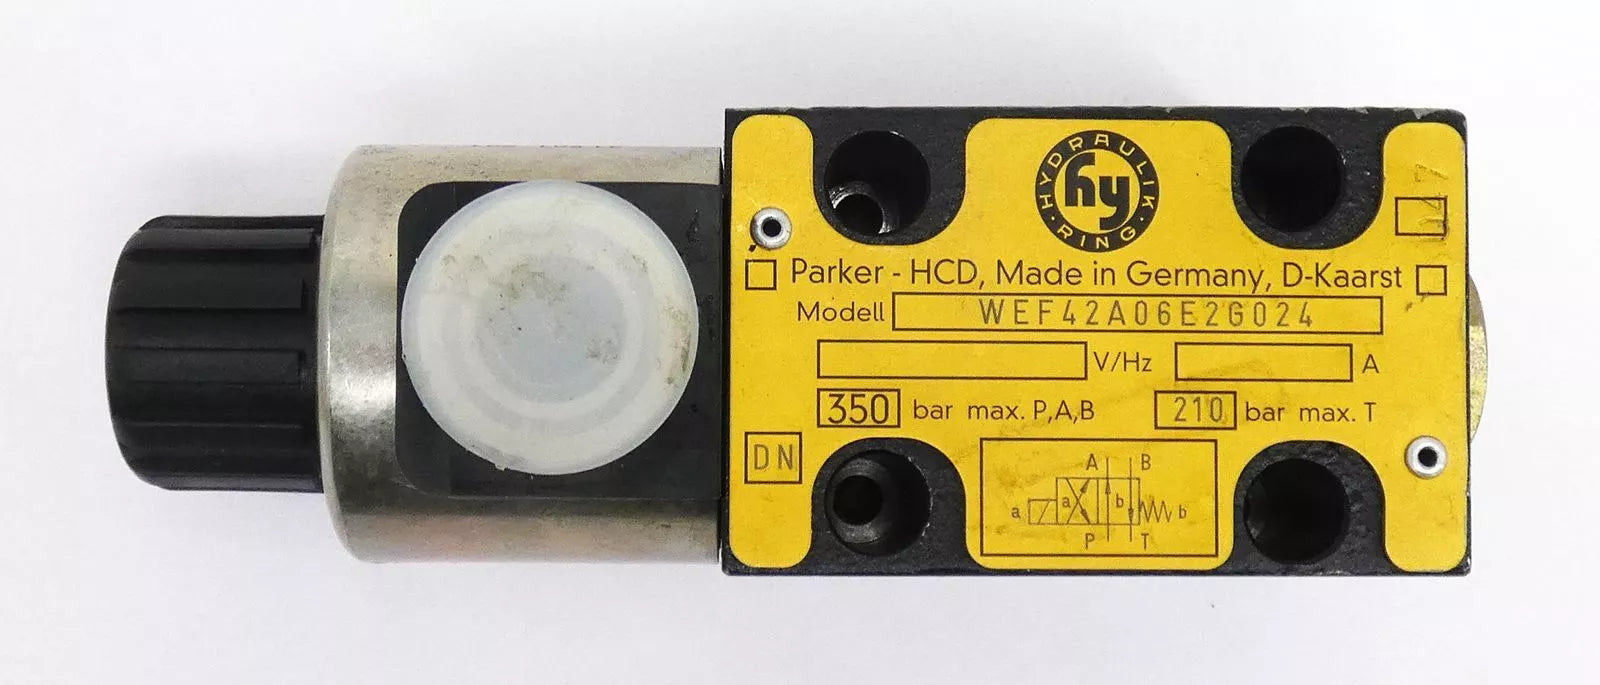 HYDRAULIK
hy
· RING ·
Parker - HCD, Made in Germany, D-Kaarst
Modell WEF42A06E2G024
V/Hz A
350 bar max. P,A,B 210 bar max. T
DN
A B
a a b b
P T